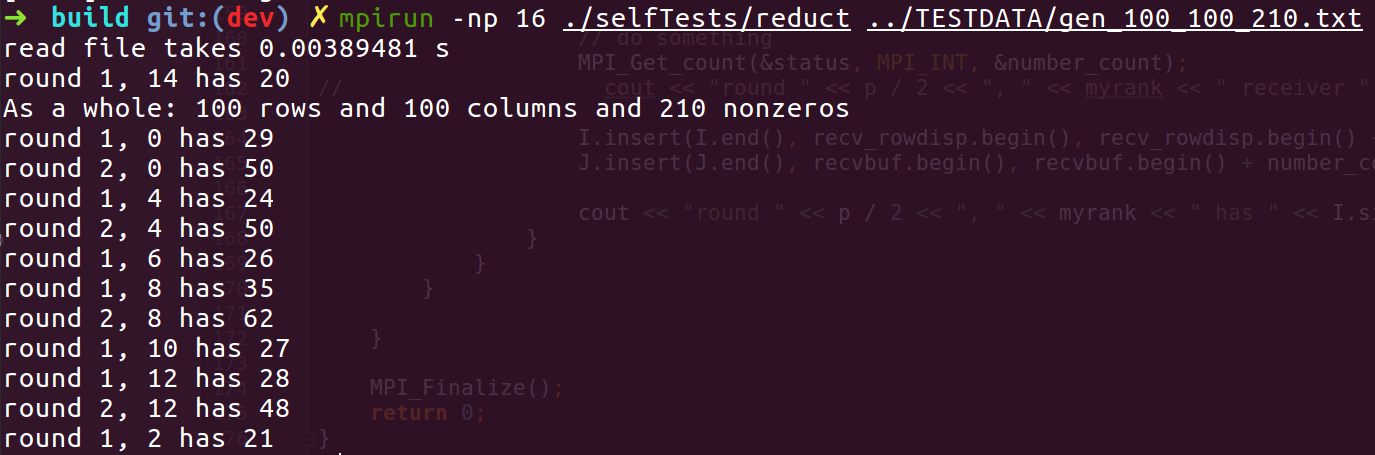 ➜ build git:(dev) ✗ mpirun -np 16 ./selfTests/reduct ../TESTDATA/gen_100_100_210.txt
read file takes 0.00389481 s
// do something
MPI_Get_count(&status, MPI_INT, &number_count);
round 1, 14 has 20
// cout << "round " << p / 2 << ", " << myrank << " receiver "
As a whole: 100 rows and 100 columns and 210 nonzeros
round 1, 0 has 29
I.insert(I.end(), recv_rowdisp.begin(), recv_rowdisp.begin()
round 2, 0 has 50
J.insert(J.end(), recvbuf.begin(), recvbuf.begin() + number_co
round 1, 4 has 24
round 2, 4 has 50
cout << "round " << p / 2 << ", " << myrank << " has " << I.si
}
round 1, 6 has 26
}
round 1, 8 has 35
}
round 2, 8 has 62
}
round 1, 10 has 27
round 1, 12 has 28
MPI_Finalize();
round 2, 12 has 48
return 0;
round 1, 2 has 21
}